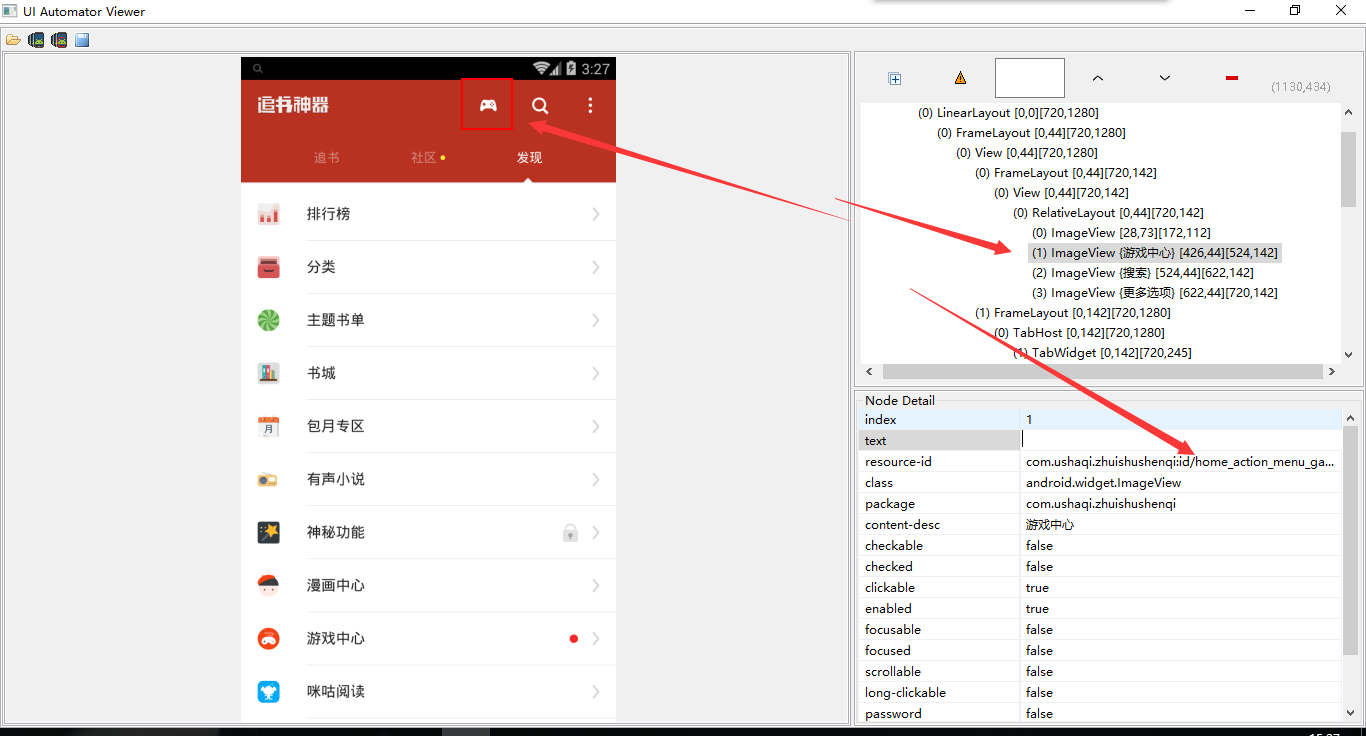 UI Automator Viewer
3:27
追书神器
追书
社区
发现
排行榜
分类
主题书单
书城
包月专区
月
有声小说
神秘功能
漫画中心
游戏中心
咪咕阅读
(1130,434)
(0) LinearLayout [0,0][720,1280]
(0) FrameLayout [0,44][720,1280]
(0) View [0,44][720,1280]
(0) FrameLayout [0,44][720,142]
(0) View [0,44][720,142]
(0) RelativeLayout [0,44][720,142]
(0) ImageView [28,73][172,112]
(1) ImageView {游戏中心} [426,44][524,142]
(2) ImageView {搜索} [524,44][622,142]
(3) ImageView {更多选项} [622,44][720,142]
(1) FrameLayout [0,142][720,1280]
(0) TabHost [0,142][720,1280]
(1) TabWidget [0,142][720,245]
Node Detail
index 1
text
resource-id com.ushaqi.zhuishushenqi:id/home_action_menu_ga...
class android.widget.ImageView
package com.ushaqi.zhuishushenqi
content-desc 游戏中心
checkable false
checked false
clickable true
enabled true
focusable false
focused false
scrollable false
long-clickable false
password false